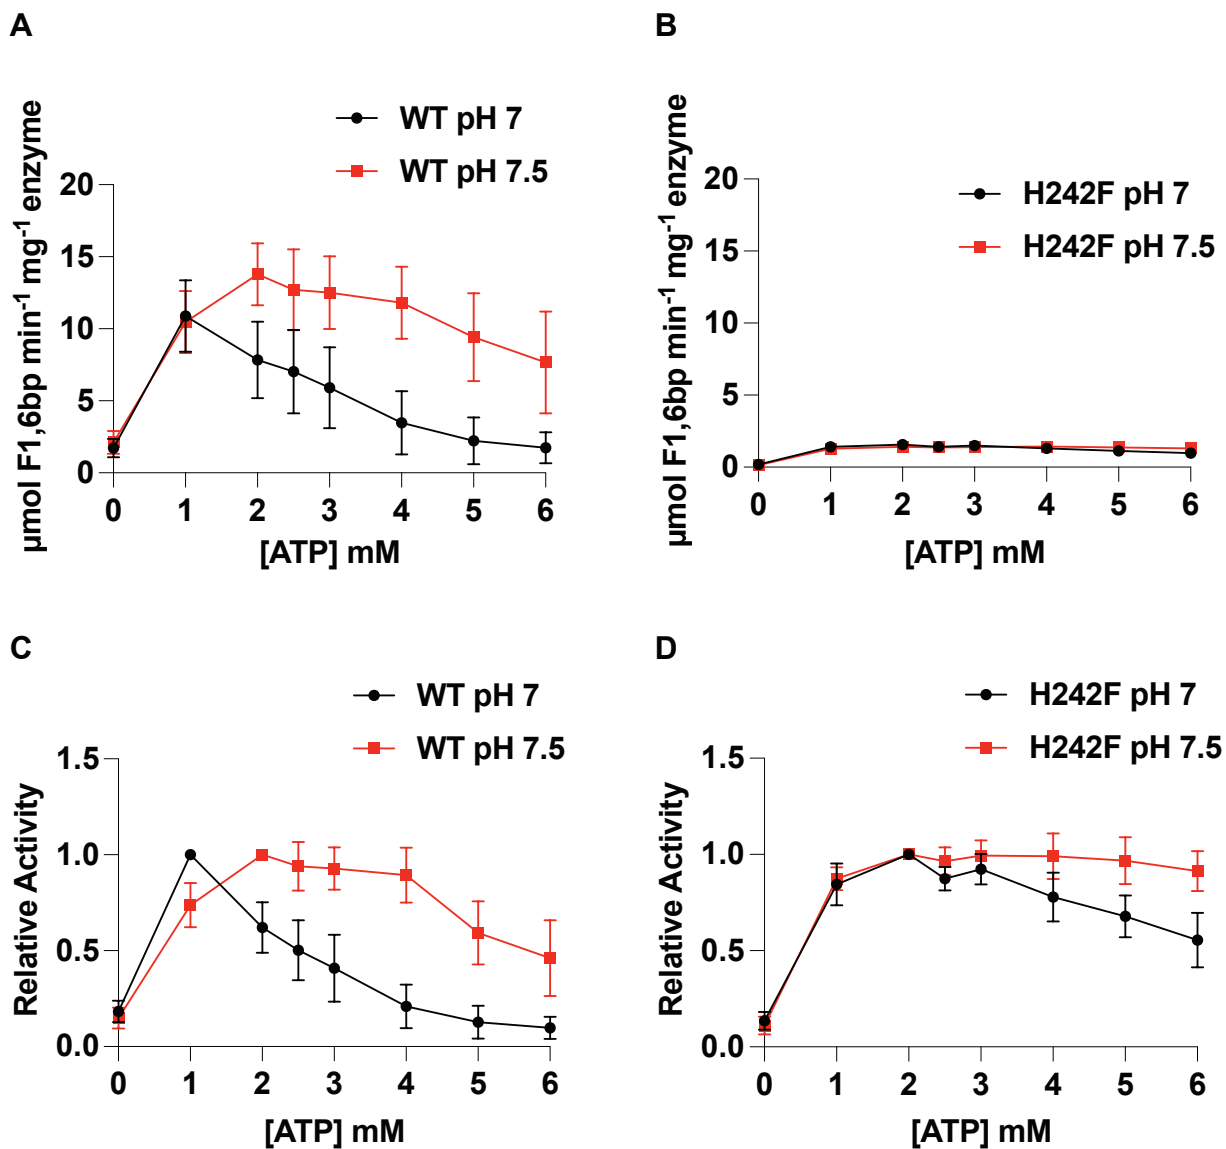 A
WT pH 7
WT pH 7.5
µmol F1,6bp min-1 mg-1 enzyme
20
15
10
5
0
0 1 2 3 4 5 6
[ATP] mM
B
H242F pH 7
H242F pH 7.5
µmol F1,6bp min-1 mg-1 enzyme
20
15
10
5
0
0 1 2 3 4 5 6
[ATP] mM
C
WT pH 7
WT pH 7.5
Relative Activity
1.5
1.0
0.5
0.0
0 1 2 3 4 5 6
[ATP] mM
D
H242F pH 7
H242F pH 7.5
Relative Activity
1.5
1.0
0.5
0.0
0 1 2 3 4 5 6
[ATP] mM